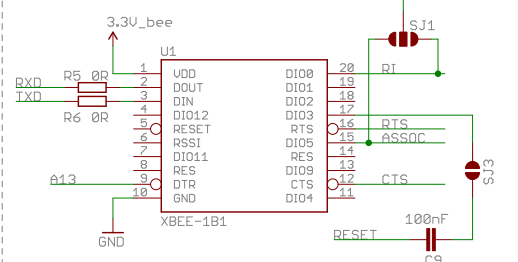 SJ1
3.3V_bee
U1
1 VDD DIO0 20 RI
RXD R5 0R 2 DOUT DIO1 19
TXD 3 DIN DIO2 18
R6 0R 4 DIO12 DIO3 17
5 RESET RTS 16 RTS
6 RSSI DIO5 15 ASSOC
7 DIO11 RES 14
8 RES DIO9 13
A13 9 DTR CTS 12 CTS
10 GND DIO4 11
SJ3
XBEE-1B1
100nF
GND
RESET
C9